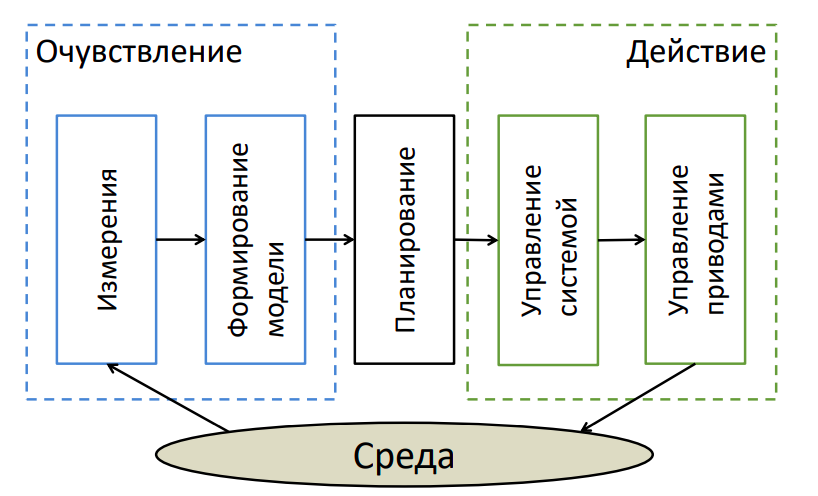 Очувствление
Действие
Измерения
Формирование
модели
Планирование
Управление
системой
Управление
приводами
Среда